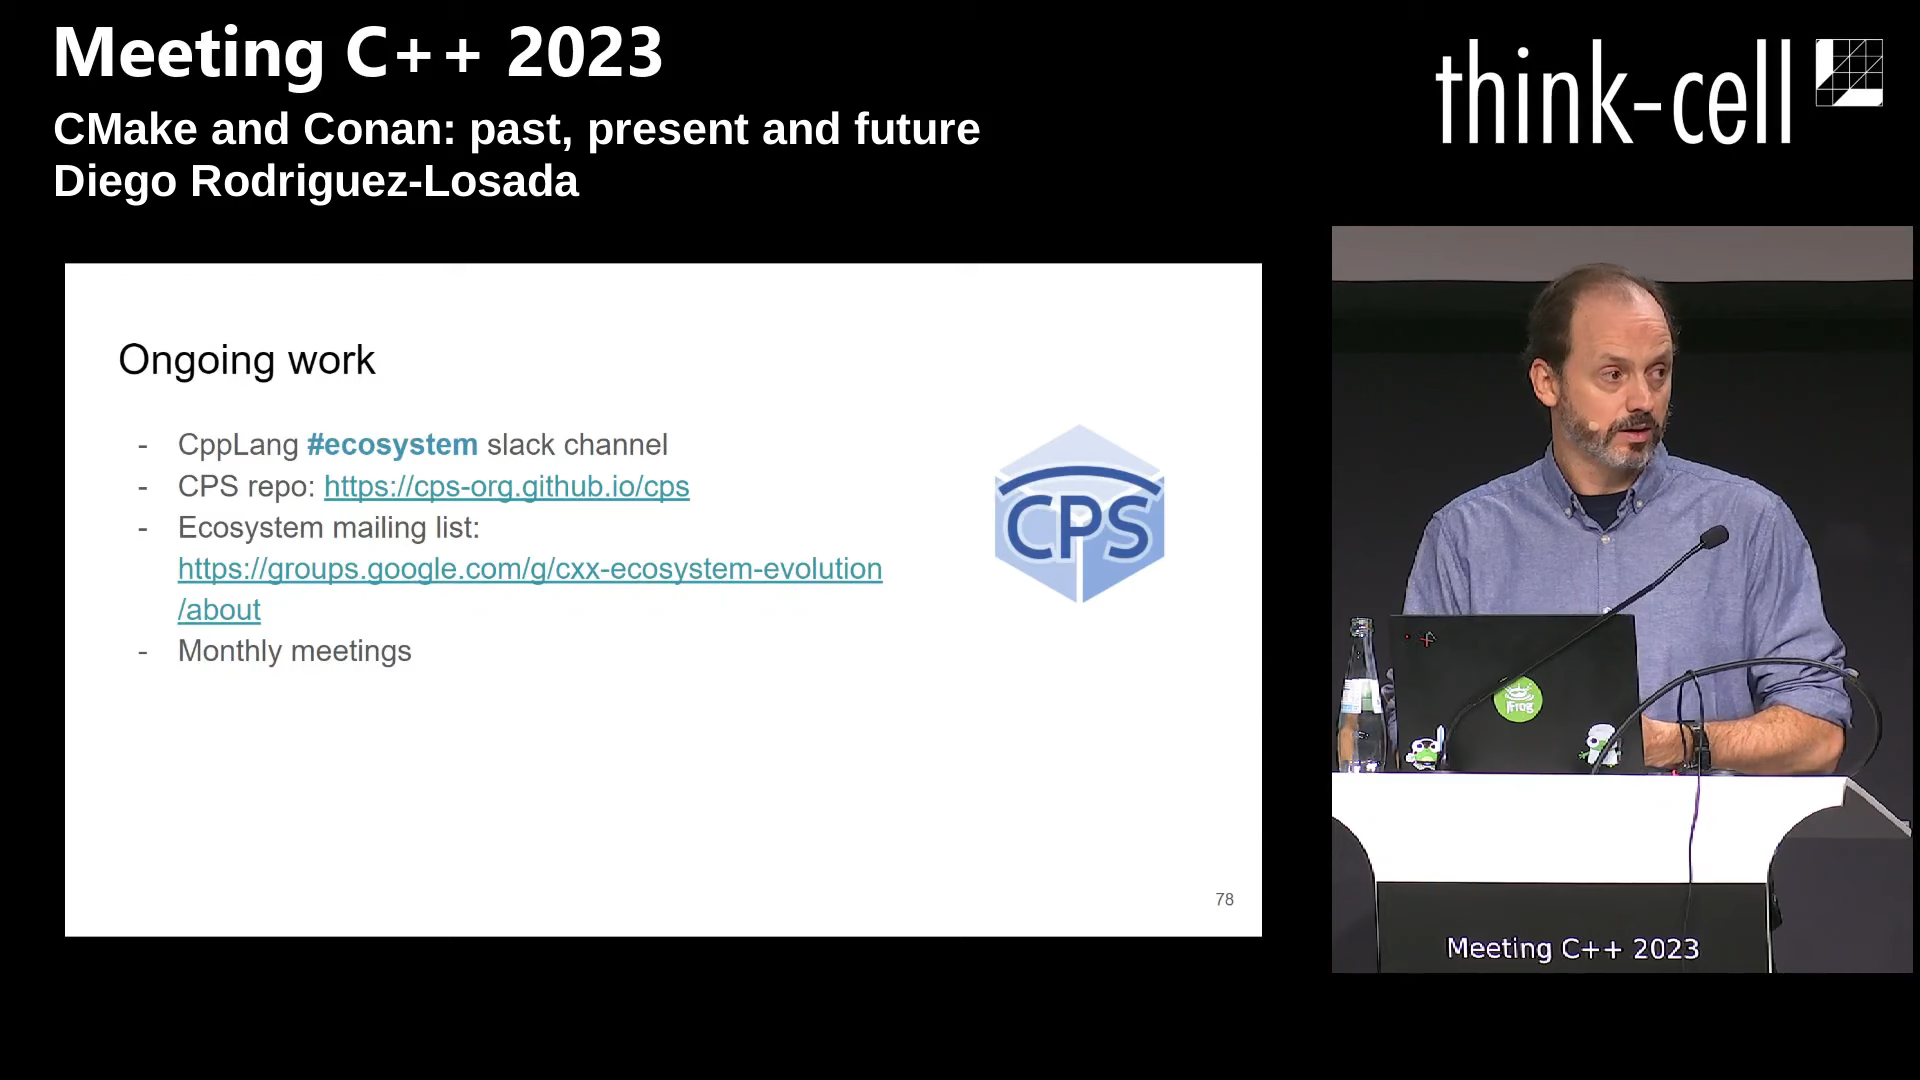 Meeting C++ 2023
CMake and Conan: past, present and future
Diego Rodriguez-Losada
think-cell
Ongoing work
- CppLang #ecosystem slack channel
- CPS repo: https://cps-org.github.io/cps
- Ecosystem mailing list:
https://groups.google.com/g/cxx-ecosystem-evolution
/about
- Monthly meetings
CPS
78
JFrog
Meeting C++ 2023